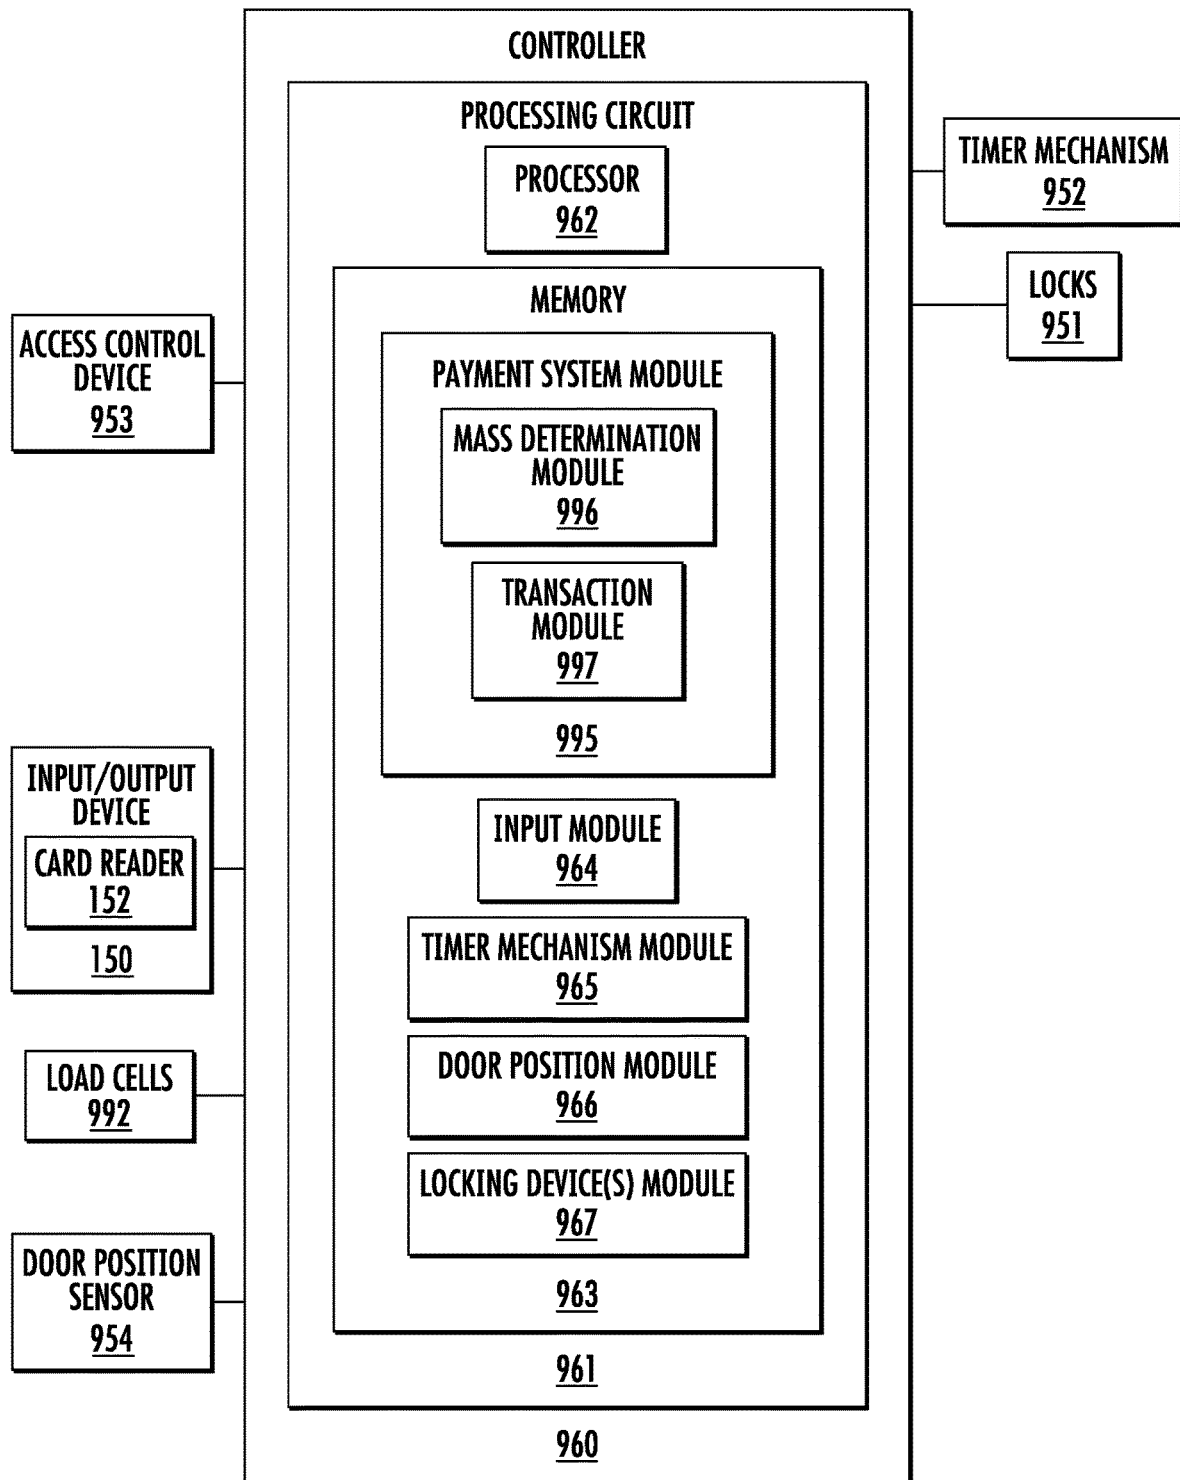 CONTROLLER
PROCESSING CIRCUIT
PROCESSOR
962
MEMORY
PAYMENT SYSTEM MODULE
MASS DETERMINATION
MODULE
996
TRANSACTION
MODULE
997
995
INPUT MODULE
964
TIMER MECHANISM MODULE
965
DOOR POSITION MODULE
966
LOCKING DEVICE(S) MODULE
967
963
961
960
ACCESS CONTROL
DEVICE
953
INPUT/OUTPUT
DEVICE
CARD READER
152
150
LOAD CELLS
992
DOOR POSITION
SENSOR
954
TIMER MECHANISM
952
LOCKS
951